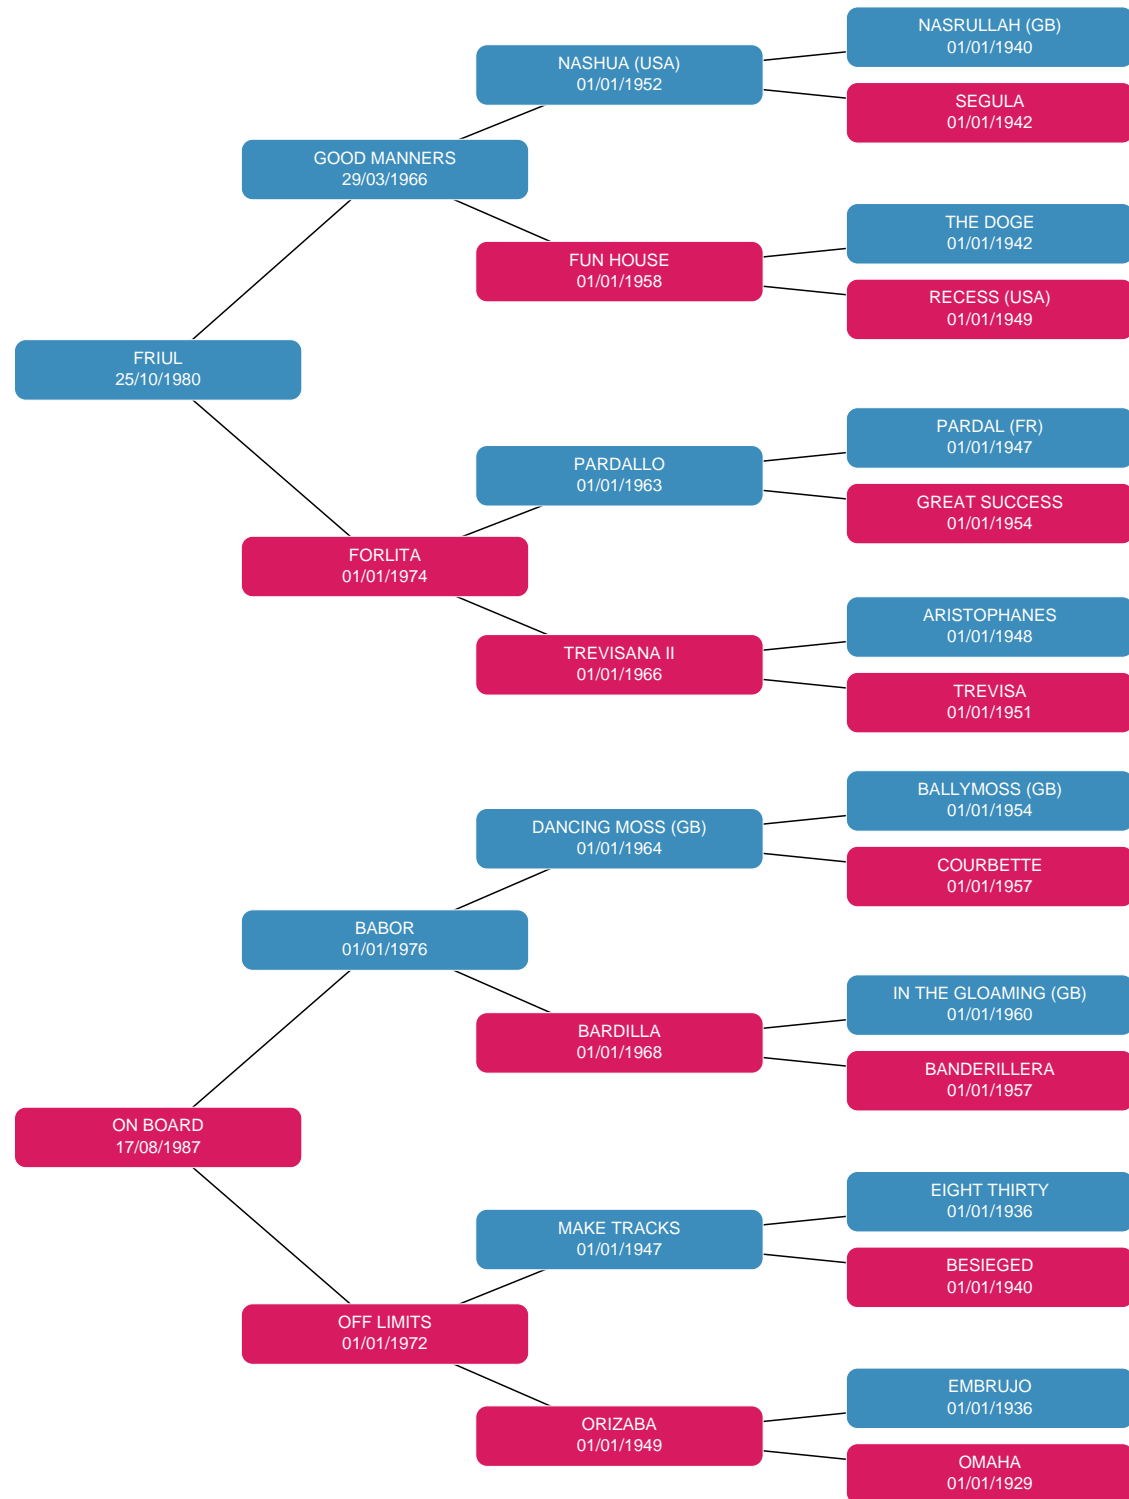 NASRULLAH (GB)
01/01/1940
NASHUA (USA)
01/01/1952
SEGULA
01/01/1942
GOOD MANNERS
29/03/1966
THE DOGE
01/01/1942
FUN HOUSE
01/01/1958
RECESS (USA)
01/01/1949
FRIUL
25/10/1980
PARDAL (FR)
01/01/1947
PARDALLO
01/01/1963
GREAT SUCCESS
01/01/1954
FORLITA
01/01/1974
ARISTOPHANES
01/01/1948
TREVISANA II
01/01/1966
TREVISA
01/01/1951
BALLYMOSS (GB)
01/01/1954
DANCING MOSS (GB)
01/01/1964
COURBETTE
01/01/1957
BABOR
01/01/1976
IN THE GLOAMING (GB)
01/01/1960
BARDILLA
01/01/1968
BANDERILLERA
01/01/1957
ON BOARD
17/08/1987
EIGHT THIRTY
01/01/1936
MAKE TRACKS
01/01/1947
BESIEGED
01/01/1940
OFF LIMITS
01/01/1972
EMBRUJO
01/01/1936
ORIZABA
01/01/1949
OMAHA
01/01/1929